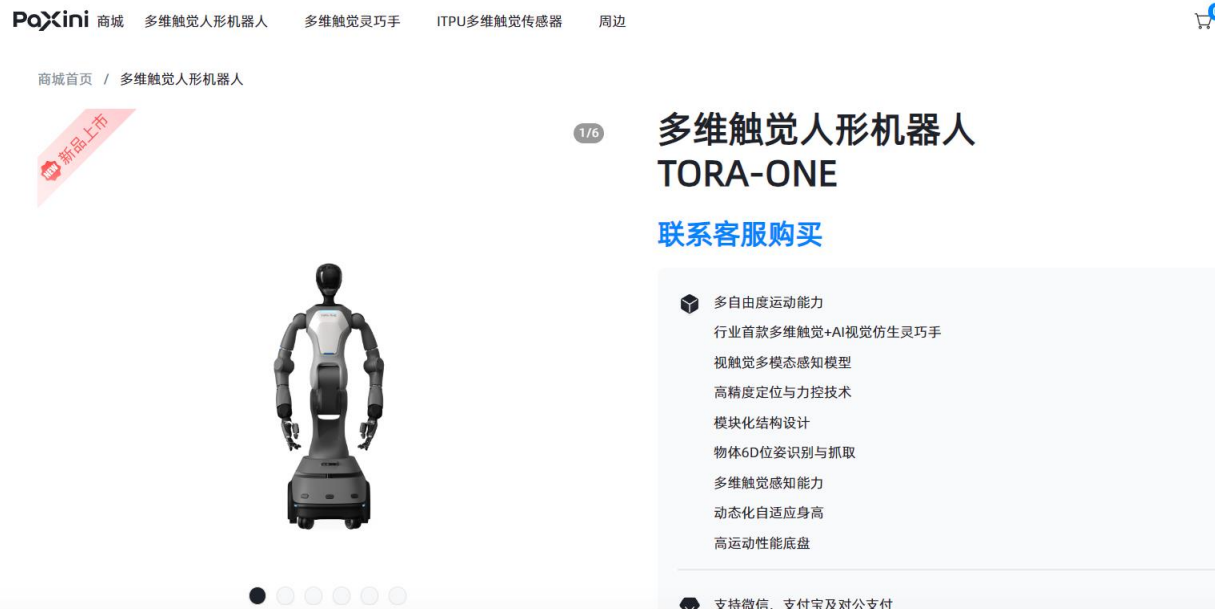 PaXini 商城 多维触觉人形机器人 多维触觉灵巧手 ITPU多维触觉传感器 周边
商城首页 / 多维触觉人形机器人
新品上市
NEW
1/6
多维触觉人形机器人
TORA-ONE
联系客服购买
多自由度运动能力
行业首款多维触觉+AI视觉仿生灵巧手
视触觉多模态感知模型
高精度定位与力控技术
模块化结构设计
物体6D位姿识别与抓取
多维触觉感知能力
动态化自适应身高
高运动性能底盘
支持微信、支付宝及对公支付